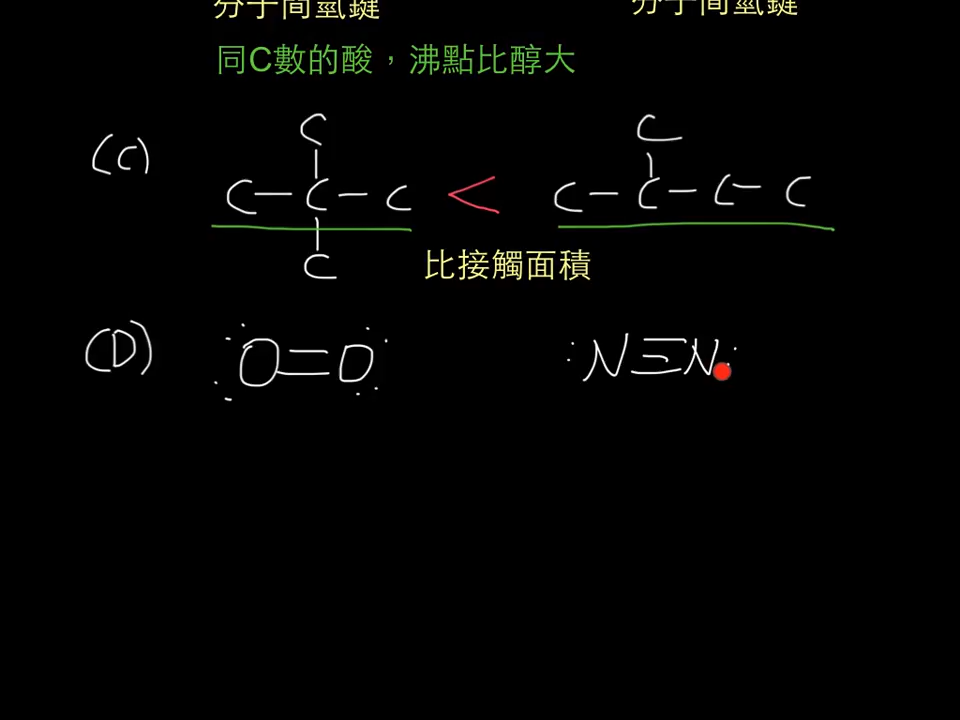 分子間氫鍵 分子間氫鍵
同C數的酸，沸點比醇大
C C
(C) C－C－C < C－C－C－C
C
比接觸面積
(D) O=O N≡N